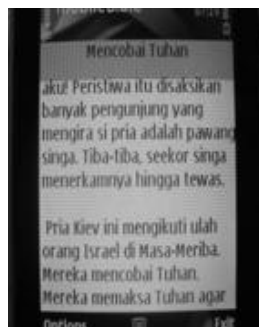 Mencobai Tuhan
aku! Peristiwa itu disaksikan
banyak pengunjung yang
mengira si pria adalah pawang
singa. Tiba-tiba, seekor singa
menerkamnya hingga tewas.
Pria Kiev ini mengikuti ulah
orang Israel di Masa-Meriba.
Mereka mencobai Tuhan.
Mereka memaksa Tuhan agar
Options Exit